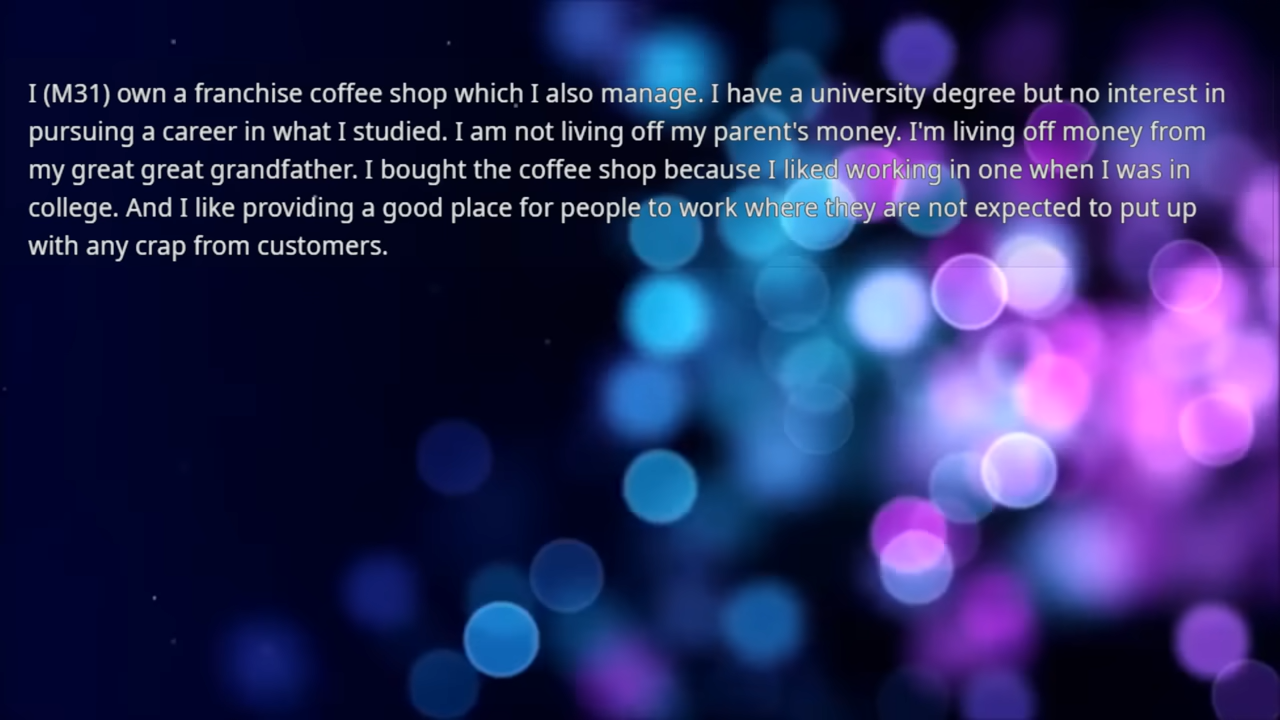 I (M31) own a franchise coffee shop which I also manage. I have a university degree but no interest in
pursuing a career in what I studied. I am not living off my parent's money. I'm living off money from
my great great grandfather. I bought the coffee shop because I liked working in one when I was in
college. And I like providing a good place for people to work where they are not expected to put up
with any crap from customers.